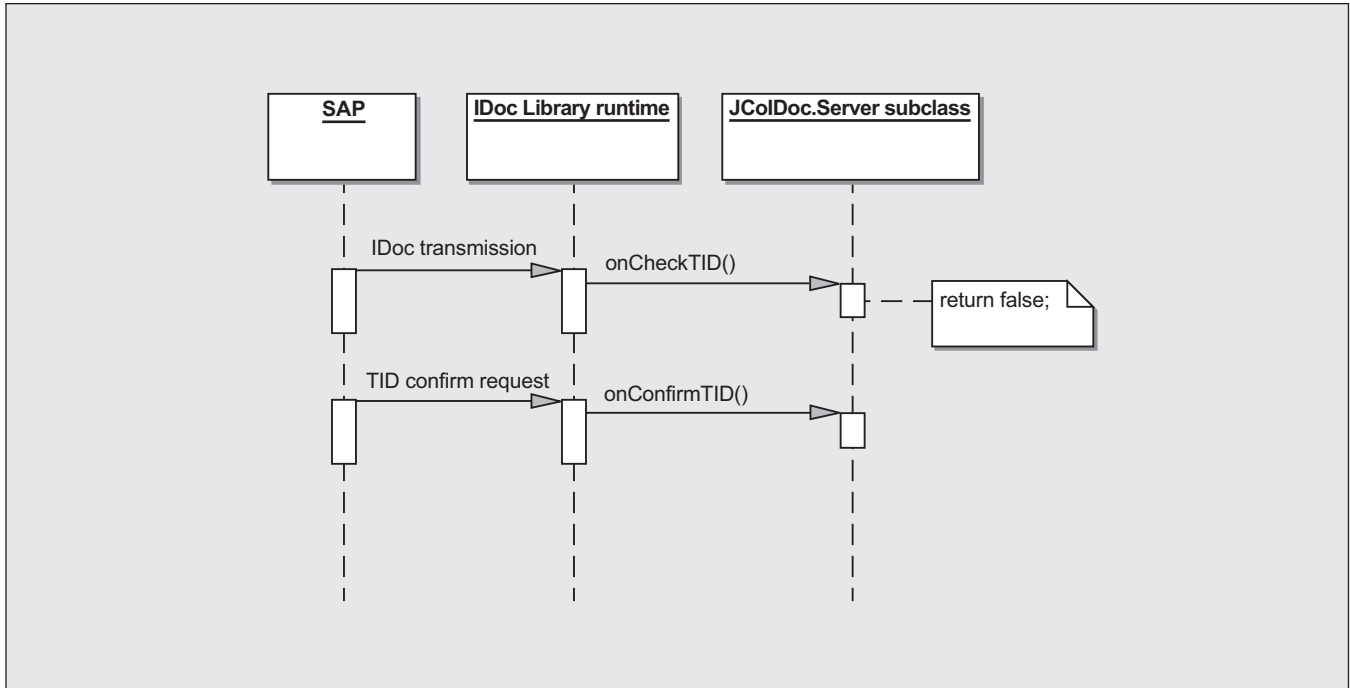 SAP
IDoc Library runtime
JCoIDoc.Server subclass
IDoc transmission
onCheckTID()
return false;
TID confirm request
onConfirmTID()